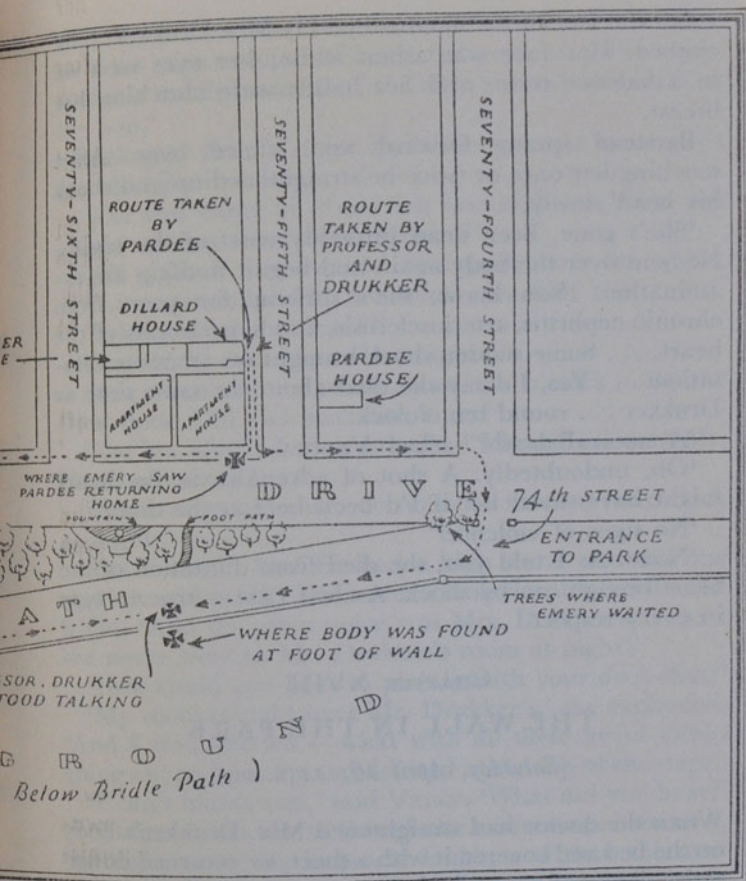 SEVENTY-SIXTH STREET
ROUTE TAKEN
BY
PARDEE
SEVENTY-FIFTH STREET
ROUTE
TAKEN BY
PROFESSOR
AND
DRUKKER
SEVENTY-FOURTH STREET
DILLARD
HOUSE
ER
E
PARDEE
HOUSE
APARTMENT
HOUSE
APARTMENT
HOUSE
WHERE EMERY SAW
PARDEE RETURNING
HOME
DRIVE
74th STREET
FOUNTAIN
FOOT PATH
ENTRANCE
TO PARK
TREES WHERE
EMERY WAITED
ATH
WHERE BODY WAS FOUND
AT FOOT OF WALL
SSOR. DRUKKER
TOOD TALKING
GROUND
Below Bridle Path )